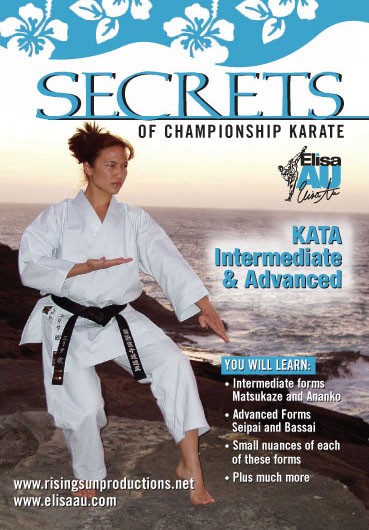 SECRETS
OF CHAMPIONSHIP KARATE
Elisa
AU
KATA
Intermediate
& Advanced
YOU WILL LEARN:
• Intermediate forms
Matsukaze and Ananko
• Advanced Forms
Seipai and Bassai
• Small nuances of each
of these forms
• Plus much more
www.risingsunproductions.net
www.elisaau.com